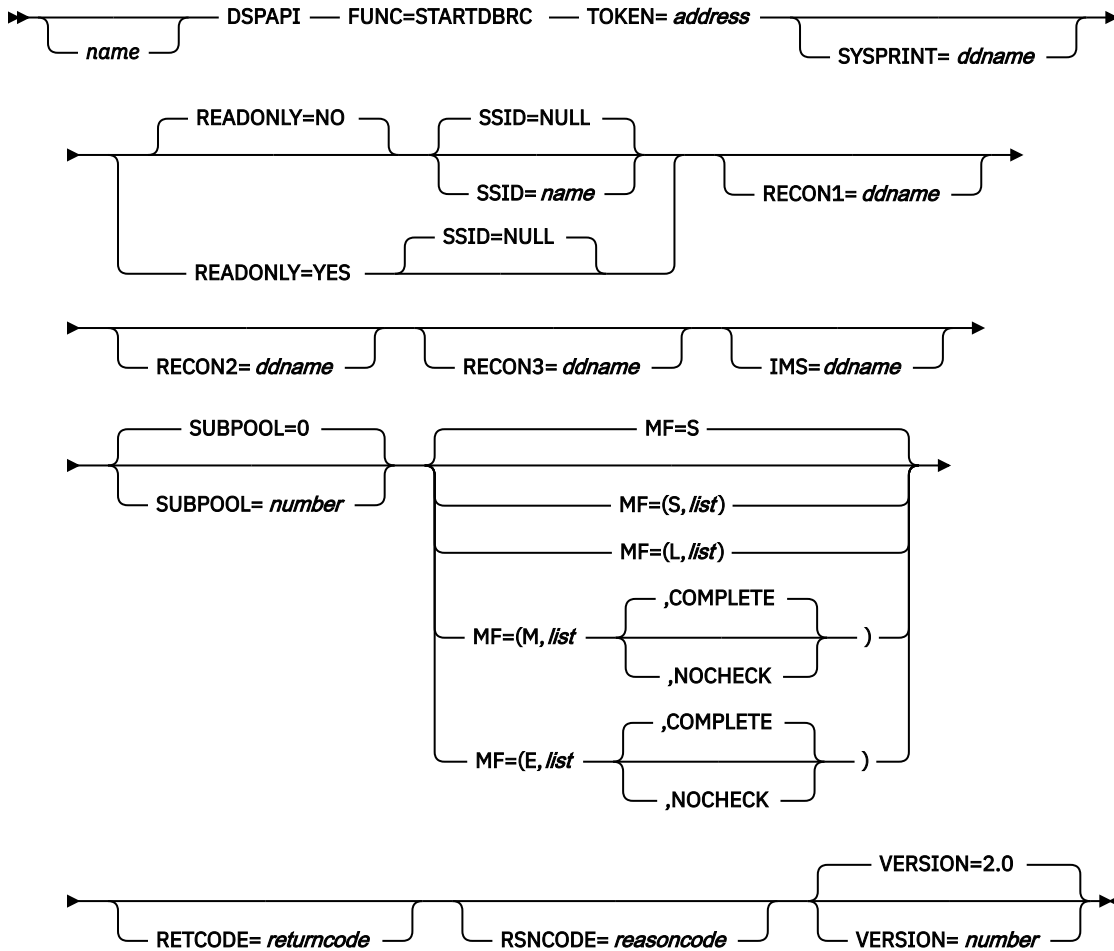 DSPAPI FUNC=STARTDBRC TOKEN= address
name
SYSPRINT= ddname
READONLY=NO SSID=NULL
SSID= name
RECON1= ddname
SSID=NULL
READONLY=YES
RECON2= ddname RECON3= ddname IMS= ddname
SUBPOOL=0 MF=S
SUBPOOL= number MF=(S, list)
MF=(L, list)
,COMPLETE
MF=(M, list )
,NOCHECK
,COMPLETE
MF=(E, list )
,NOCHECK
VERSION=2.0
RETCODE= returncode RSNCODE= reasoncode VERSION= number